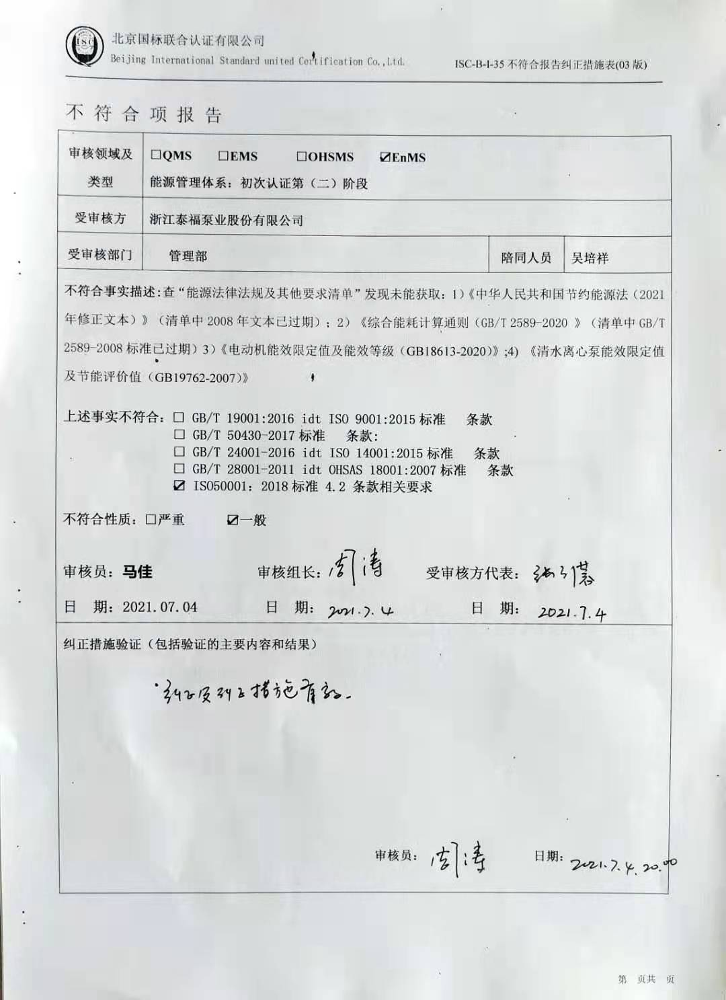 ISC
北京国标联合认证有限公司
Beijing International Standard united Certification Co.,Ltd.
ISC-B-I-35 不符合报告纠正措施表(03 版)
不 符 合 项 报 告
审核领域及类型
□QMS □EMS □OHSMS ☑EnMS
能源管理体系：初次认证第（二）阶段
受审核方 浙江泰福泵业股份有限公司
受审核部门 管理部 陪同人员 吴培祥
不符合事实描述:查“能源法律法规及其他要求清单”发现未能获取：1）《中华人民共和国节约能源法（2021
年修正文本）》（清单中 2008 年文本已过期）；2）《综合能耗计算通则（GB/T 2589-2020 》（清单中 GB/T
2589-2008 标准已过期）3）《电动机能效限定值及能效等级（GB18613-2020）》;4）《清水离心泵能效限定值
及节能评价值（GB19762-2007）》
上述事实不符合：□ GB/T 19001:2016 idt ISO 9001:2015 标准 条款
□ GB/T 50430-2017 标准 条款:
□ GB/T 24001-2016 idt ISO 14001:2015 标准 条款
□ GB/T 28001-2011 idt OHSAS 18001:2007 标准 条款
☑ ISO50001：2018 标准 4.2 条款相关要求
不符合性质：□严重 ☑一般
审核员：马佳 审核组长：周涛 受审核方代表：
日 期：2021.07.04 日 期：2021.7.4 日 期：2021.7.4
纠正措施验证（包括验证的主要内容和结果）
纠正及纠正措施有效.
审核员：周涛 日期：2021.7.4.20.00
第 页共 页